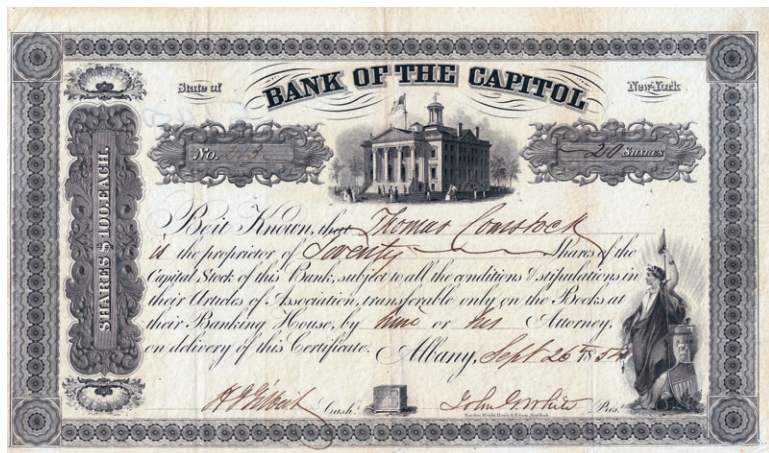 State of
BANK OF THE CAPITOL
New-York
No.
20 SHARES
SHARES $100 EACH.
Be it Known, that Thomas Comstock
is the proprietor of Twenty Shares of the
Capital Stock of this Bank, subject to all the conditions & stipulations in
their Articles of Association, transferable only on the Books at
their Banking House, by him or his Attorney,
on delivery of this Certificate. Albany, Sept 26 1854
Cash. John G White Pres.